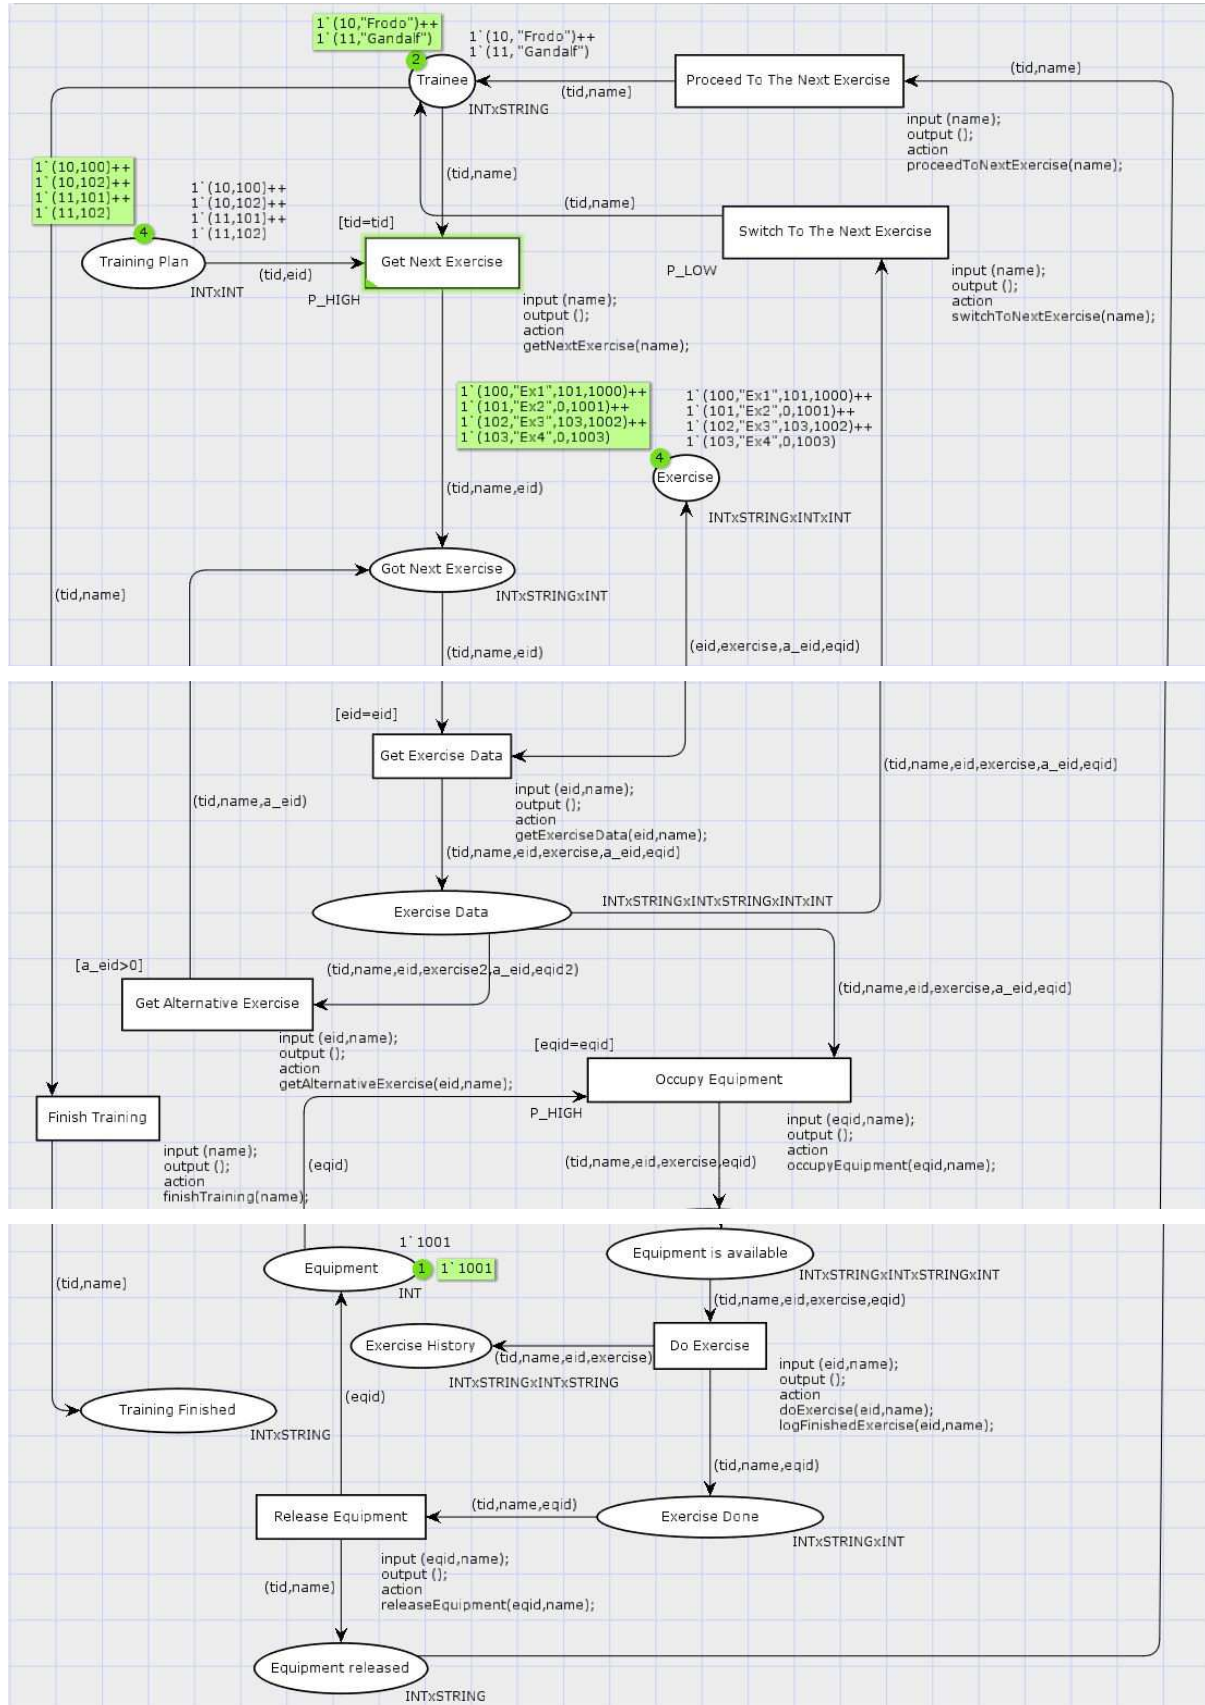 1`(10,"Frodo")++
1`(11,"Gandalf")
1`(10, "Frodo")++
1`(11, "Gandalf")
2
Trainee
INTxSTRING
(tid,name)
Proceed To The Next Exercise
(tid,name)
input (name);
output ();
action
proceedToNextExercise(name);
1`(10,100)++
1`(10,102)++
1`(11,101)++
1`(11,102)
1`(10,100)++
1`(10,102)++
1`(11,101)++
1`(11,102)
4
Training Plan
INTxINT
(tid,eid)
(tid,name)
[tid=tid]
Get Next Exercise
P_HIGH
input (name);
output ();
action
getNextExercise(name);
(tid,name)
Switch To The Next Exercise
P_LOW
input (name);
output ();
action
switchToNextExercise(name);
1`(100,"Ex1",101,1000)++
1`(101,"Ex2",0,1001)++
1`(102,"Ex3",103,1002)++
1`(103,"Ex4",0,1003)
1`(100,"Ex1",101,1000)++
1`(101,"Ex2",0,1001)++
1`(102,"Ex3",103,1002)++
1`(103,"Ex4",0,1003)
4
Exercise
INTxSTRINGxINTxINT
(tid,name,eid)
Got Next Exercise
INTxSTRINGxINT
(tid,name)
(tid,name,eid)
(eid,exercise,a_eid,eqid)
[eid=eid]
Get Exercise Data
input (eid,name);
output ();
action
getExerciseData(eid,name);
(tid,name,eid,exercise,a_eid,eqid)
(tid,name,a_eid)
(tid,name,eid,exercise,a_eid,eqid)
Exercise Data
INTxSTRINGxINTxSTRINGxINTxINT
[a_eid>0]
(tid,name,eid,exercise2,a_eid,eqid2)
Get Alternative Exercise
input (eid,name);
output ();
action
getAlternativeExercise(eid,name);
(tid,name,eid,exercise,a_eid,eqid)
[eqid=eqid]
Occupy Equipment
P_HIGH
input (eqid,name);
output ();
action
occupyEquipment(eqid,name);
Finish Training
input (name);
output ();
action
finishTraining(name);
(eqid)
(tid,name,eid,exercise,eqid)
1`1001
Equipment
1
1`1001
INT
Equipment is available
INTxSTRINGxINTxSTRINGxINT
(tid,name)
(tid,name,eid,exercise,eqid)
Exercise History
(tid,name,eid,exercise)
INTxSTRINGxINTxSTRING
Do Exercise
input (eid,name);
output ();
action
doExercise(eid,name);
logFinishedExercise(eid,name);
(eqid)
Training Finished
INTxSTRING
(tid,name,eqid)
Release Equipment
(tid,name,eqid)
Exercise Done
INTxSTRINGxINT
input (eqid,name);
output ();
action
releaseEquipment(eqid,name);
(tid,name)
Equipment released
INTxSTRING